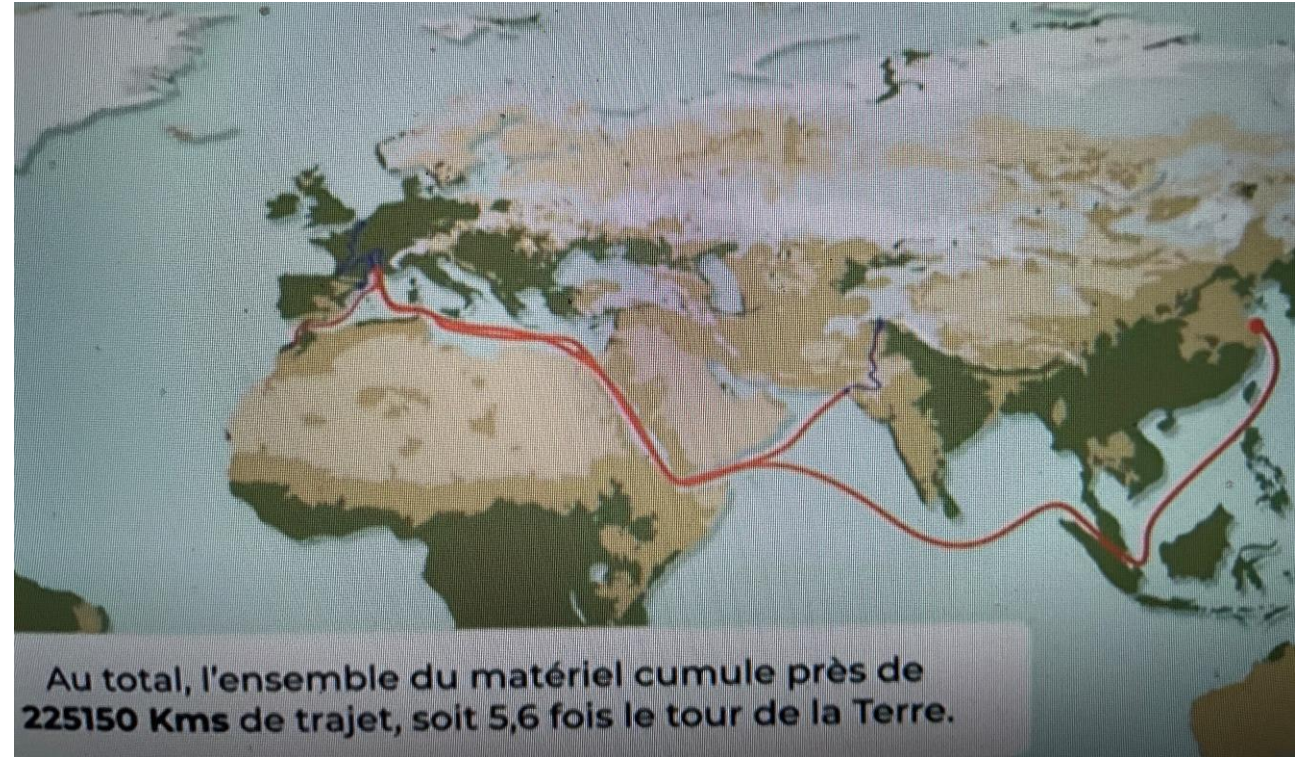 Au total, l'ensemble du matériel cumule près de
225150 Kms de trajet, soit 5,6 fois le tour de la Terre.